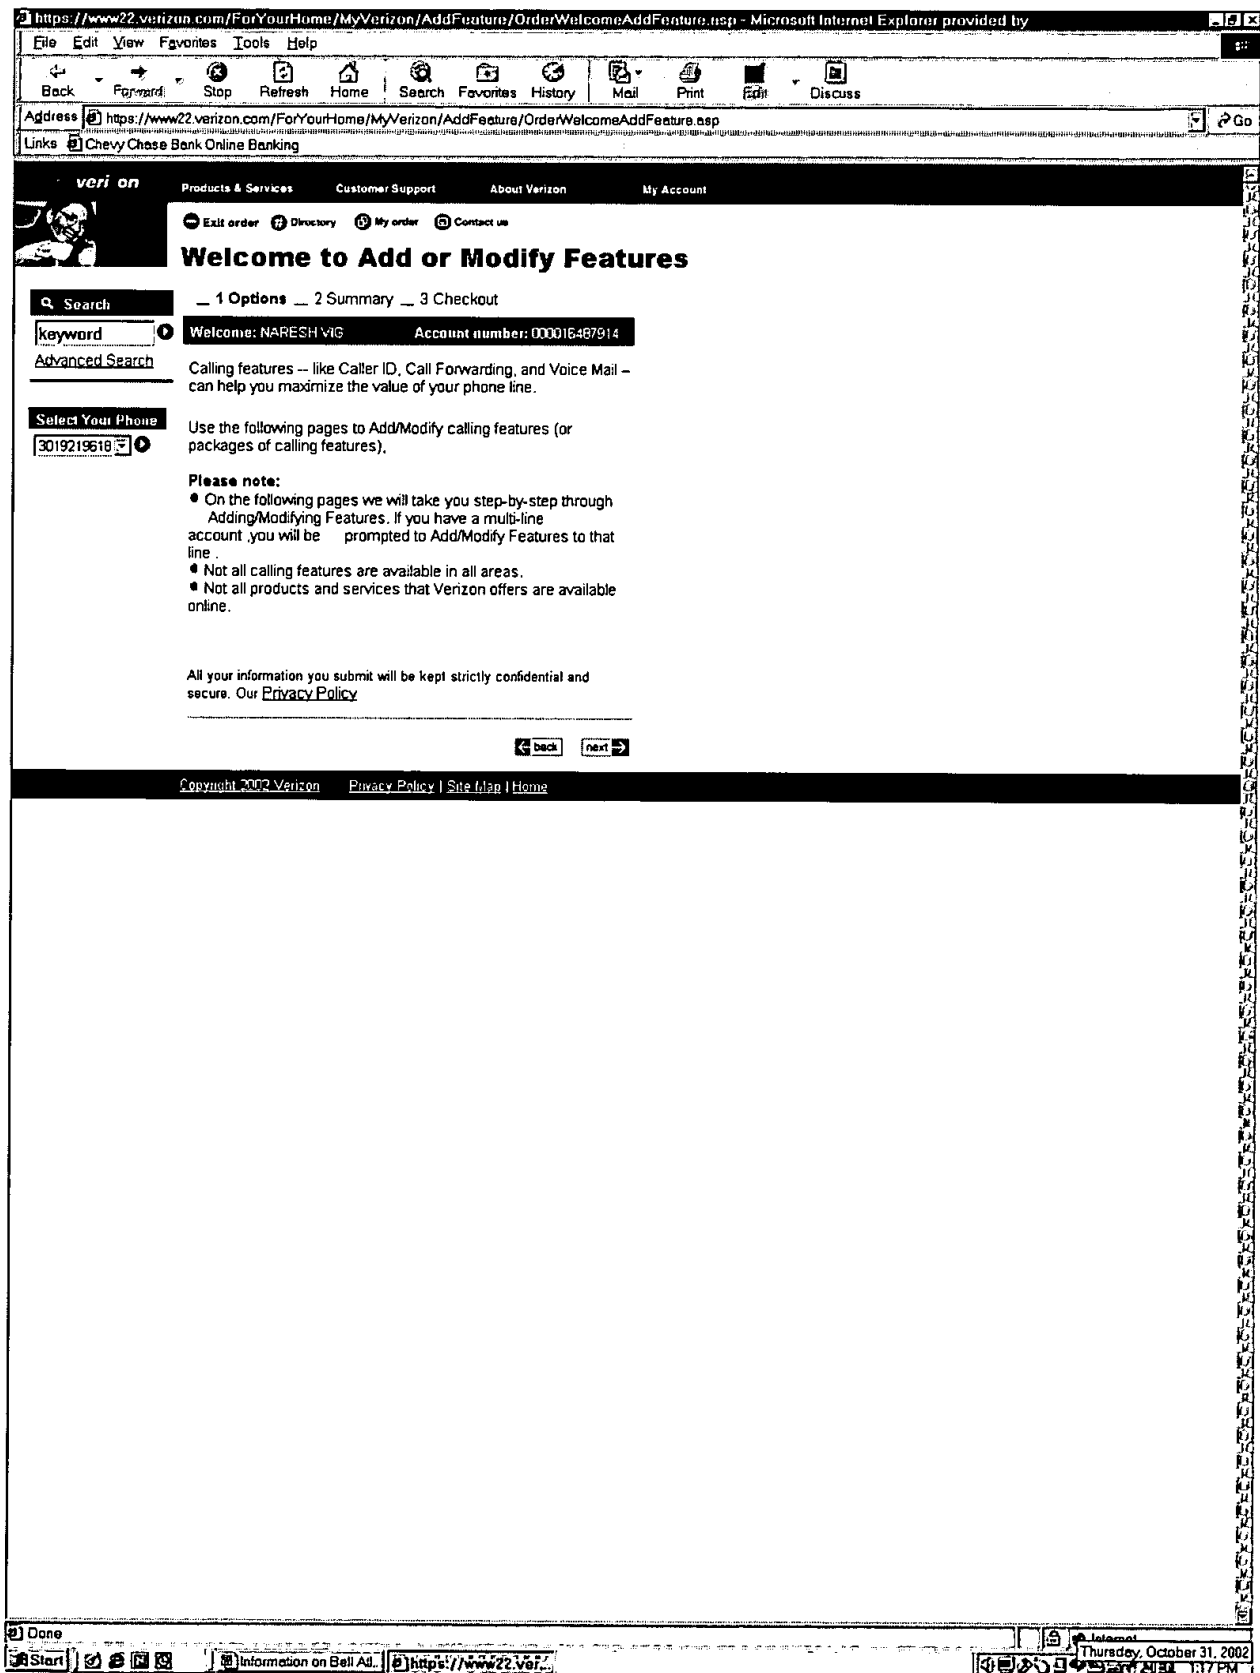 https://www22.verizon.com/ForYourHome/MyVerizon/AddFeature/OrderWelcomeAddFeature.asp - Microsoft Internet Explorer provided by
File Edit View Favorites Tools Help
Back Forward Stop Refresh Home Search Favorites History Mail Print Edit Discuss
Address https://www22.verizon.com/ForYourHome/MyVerizon/AddFeature/OrderWelcomeAddFeature.asp Go
Links Chevy Chase Bank Online Banking
veri on Products & Services Customer Support About Verizon My Account
Exit order Directory My order Contact us
Welcome to Add or Modify Features
Search
1 Options 2 Summary 3 Checkout
keyword
Welcome: NARESH VIG Account number: 000016487914
Advanced Search
Calling features -- like Caller ID, Call Forwarding, and Voice Mail --
can help you maximize the value of your phone line.
Select Your Phone
3019219618
Use the following pages to Add/Modify calling features (or
packages of calling features).
Please note:
• On the following pages we will take you step-by-step through
Adding/Modifying Features. If you have a multi-line
account ,you will be prompted to Add/Modify Features to that
line .
• Not all calling features are available in all areas.
• Not all products and services that Verizon offers are available
online.
All your information you submit will be kept strictly confidential and
secure. Our Privacy Policy
back next
Copyright 2002 Verizon Privacy Policy | Site Map | Home
Done
Internet
Thursday, October 31, 2002
Start Information on Bell Atl... https://www22.ver... 1:17 PM